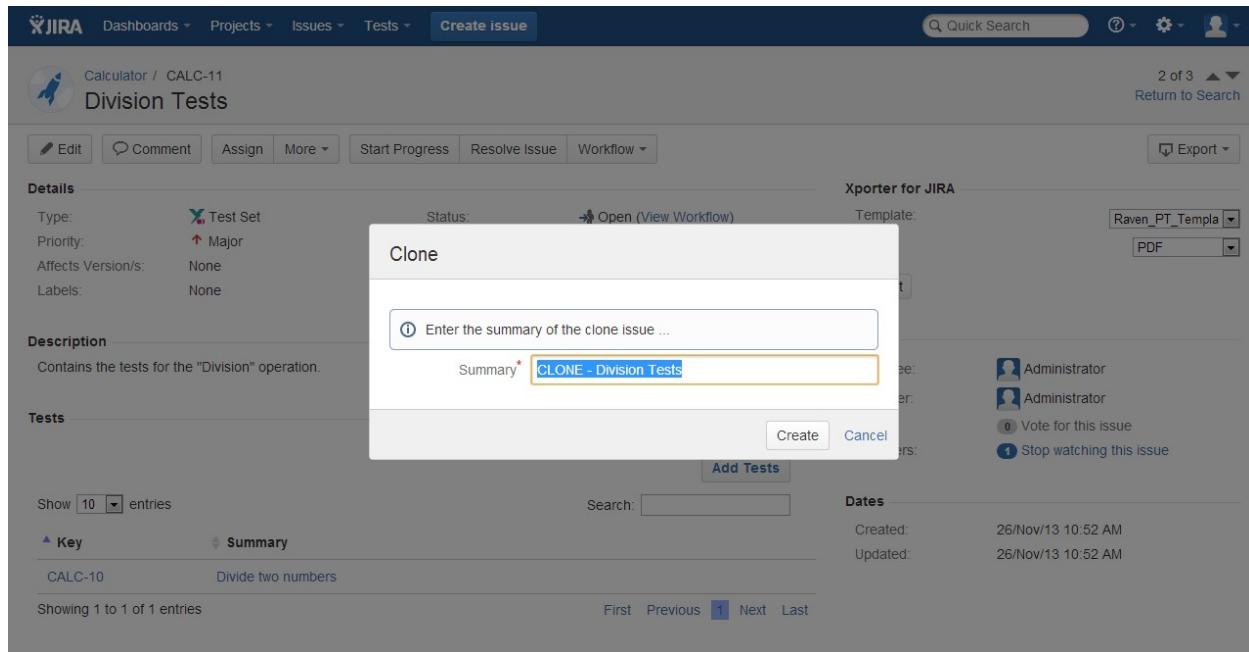 JIRA Dashboards Projects Issues Tests Create issue Quick Search
Calculator / CALC-11
Division Tests
2 of 3
Return to Search
Edit Comment Assign More Start Progress Resolve Issue Workflow Export
Details
Type: Test Set Status: Open (View Workflow)
Priority: Major
Affects Version/s: None
Labels: None
Description
Contains the tests for the "Division" operation.
Tests
Clone
Enter the summary of the clone issue ...
Summary* CLONE - Division Tests
Create Cancel
Add Tests
Show 10 entries Search:
Key Summary
CALC-10 Divide two numbers
Showing 1 to 1 of 1 entries First Previous 1 Next Last
Xporter for JIRA
Template: Raven_PT_Templa
PDF
t
ee: Administrator
er: Administrator
0 Vote for this issue
ers: 1 Stop watching this issue
Dates
Created: 26/Nov/13 10:52 AM
Updated: 26/Nov/13 10:52 AM